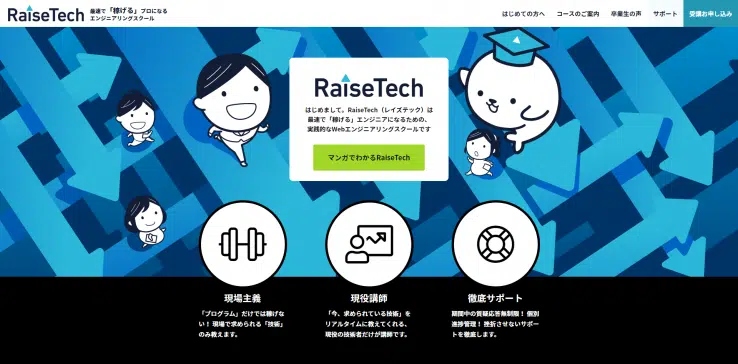 RaiseTech
最速で「稼げる」プロになる
エンジニアリングスクール
はじめての方へ
コースのご案内
卒業生の声
サポート
受講お申し込み
RaiseTech
はじめまして。RaiseTech（レイズテック）は
最速で「稼げる」エンジニアになるための、
実践的なWebエンジニアリングスクールです
マンガでわかるRaiseTech
現場主義
「プログラム」だけでは稼げな
い！ 現場で求められる「技術」
のみ教えます。
現役講師
「今、求められている技術」を
リアルタイムに教えてくれる、
現役の技術者だけが講師です。
徹底サポート
期間中の質疑応答無制限！ 個別
進捗管理！ 挫折させないサポー
トを徹底します。